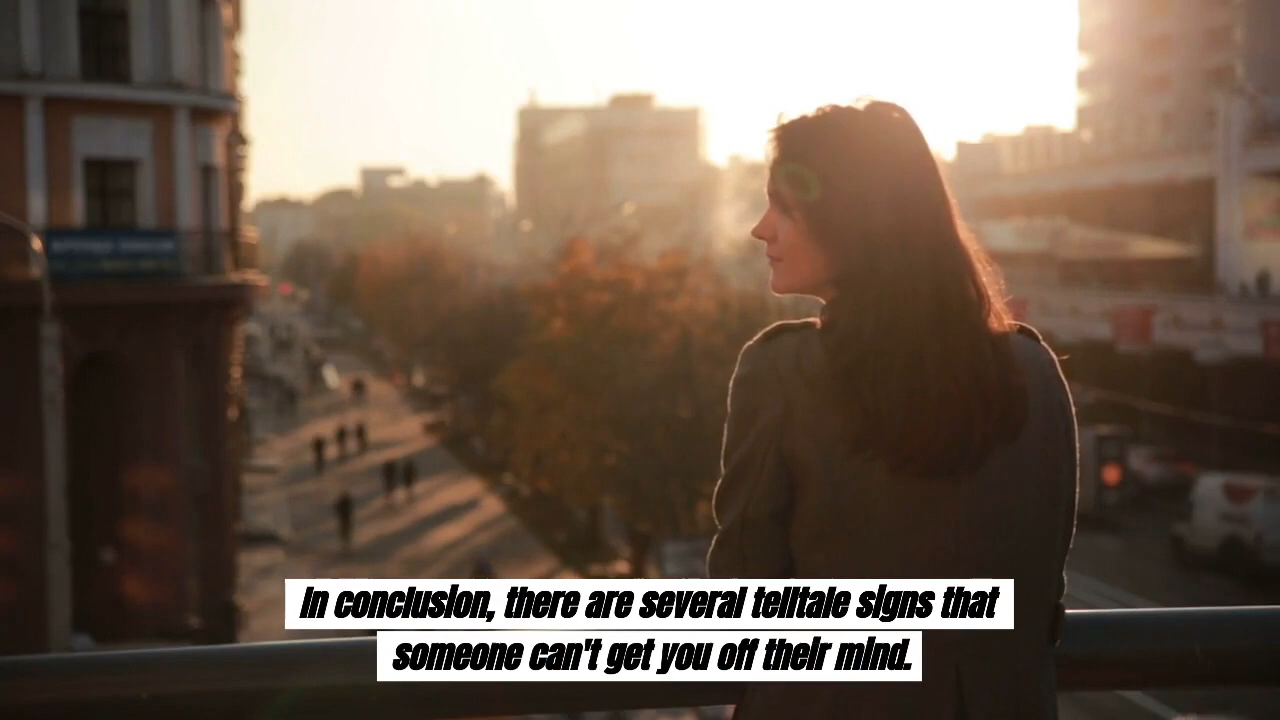 In conclusion, there are several telltale signs that
someone can't get you off their mind.